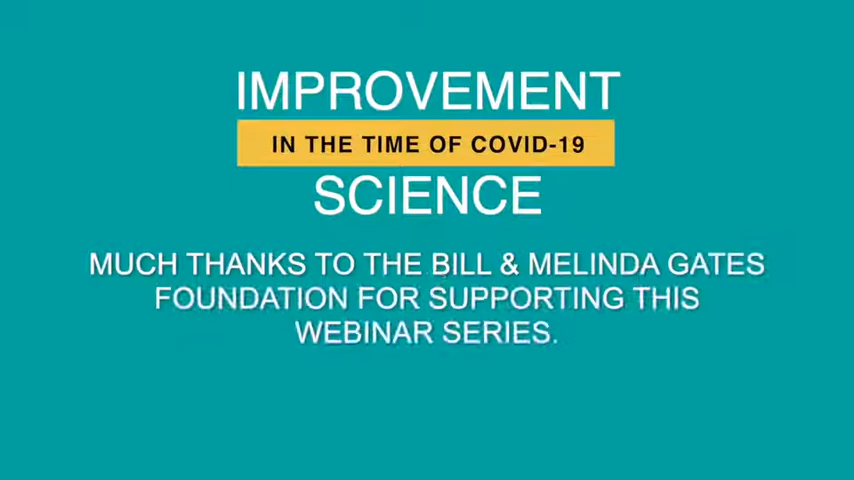 IMPROVEMENT
IN THE TIME OF COVID-19
SCIENCE
MUCH THANKS TO THE BILL & MELINDA GATES
FOUNDATION FOR SUPPORTING THIS
WEBINAR SERIES.